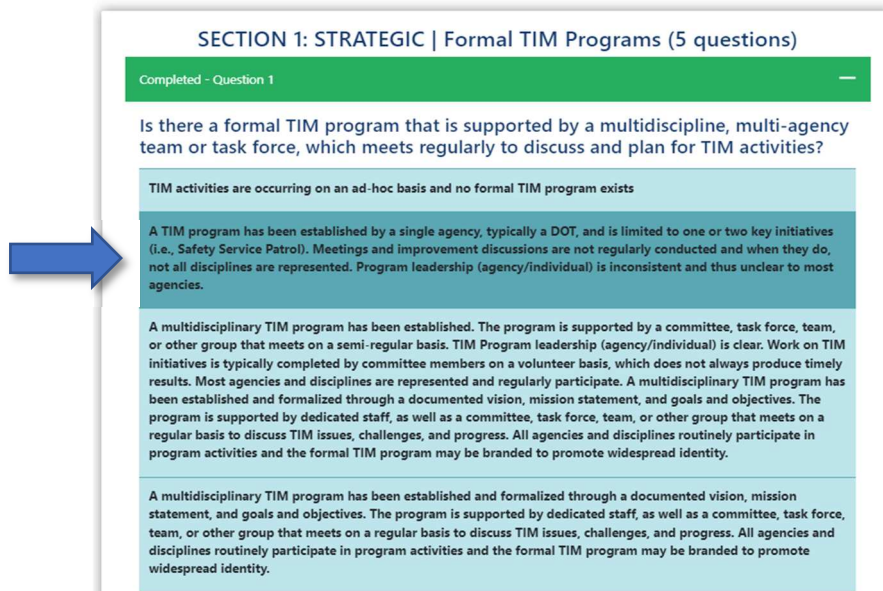 SECTION 1: STRATEGIC | Formal TIM Programs (5 questions)
Completed - Question 1
Is there a formal TIM program that is supported by a multidiscipline, multi-agency
team or task force, which meets regularly to discuss and plan for TIM activities?
TIM activities are occurring on an ad-hoc basis and no formal TIM program exists
A TIM program has been established by a single agency, typically a DOT, and is limited to one or two key initiatives
(i.e., Safety Service Patrol). Meetings and improvement discussions are not regularly conducted and when they do,
not all disciplines are represented. Program leadership (agency/individual) is inconsistent and thus unclear to most
agencies.
A multidisciplinary TIM program has been established. The program is supported by a committee, task force, team,
or other group that meets on a semi-regular basis. TIM Program leadership (agency/individual) is clear. Work on TIM
initiatives is typically completed by committee members on a volunteer basis, which does not always produce timely
results. Most agencies and disciplines are represented and regularly participate. A multidisciplinary TIM program has
been established and formalized through a documented vision, mission statement, and goals and objectives. The
program is supported by dedicated staff, as well as a committee, task force, team, or other group that meets on a
regular basis to discuss TIM issues, challenges, and progress. All agencies and disciplines routinely participate in
program activities and the formal TIM program may be branded to promote widespread identity.
A multidisciplinary TIM program has been established and formalized through a documented vision, mission
statement, and goals and objectives. The program is supported by dedicated staff, as well as a committee, task force,
team, or other group that meets on a regular basis to discuss TIM issues, challenges, and progress. All agencies and
disciplines routinely participate in program activities and the formal TIM program may be branded to promote
widespread identity.